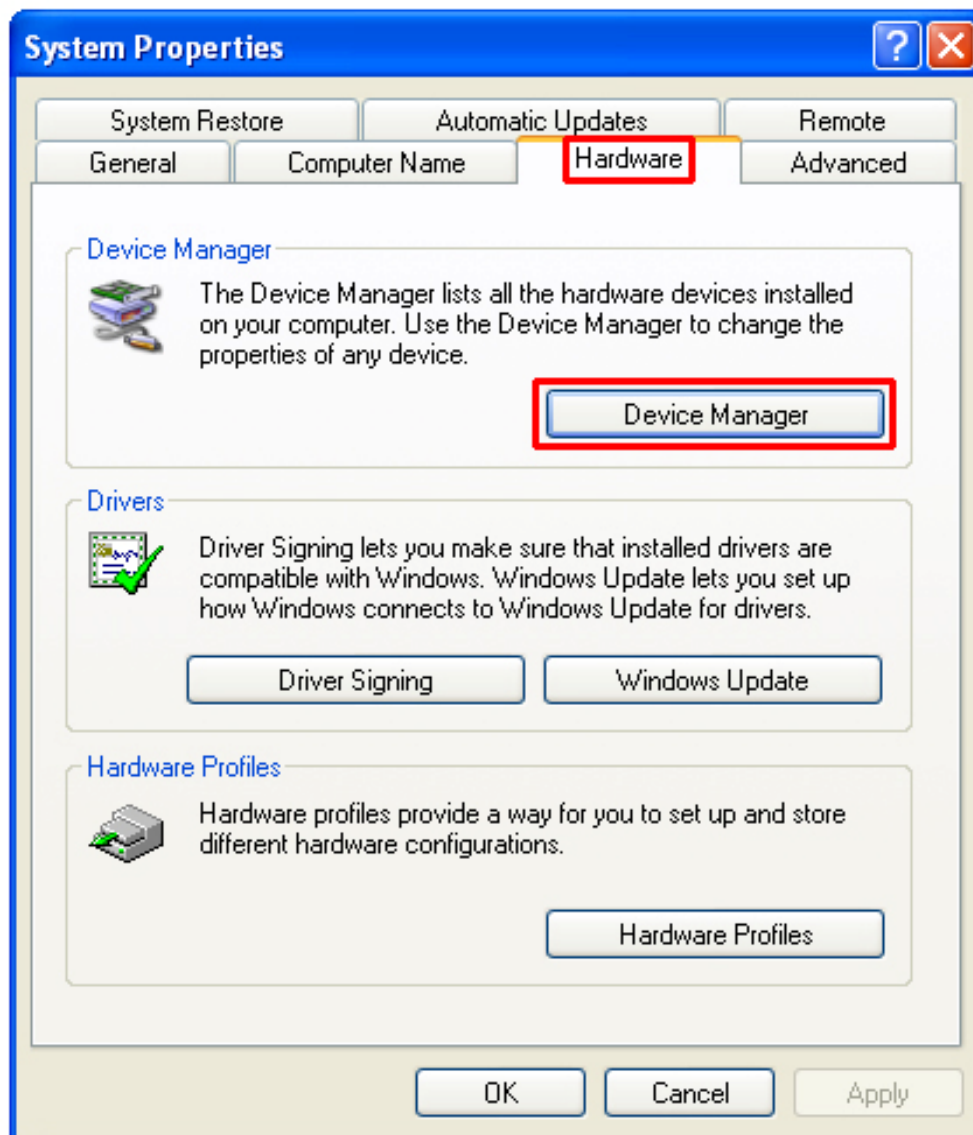 System Properties
System Restore Automatic Updates Remote
General Computer Name Hardware Advanced
Device Manager
The Device Manager lists all the hardware devices installed
on your computer. Use the Device Manager to change the
properties of any device.
Device Manager
Drivers
Driver Signing lets you make sure that installed drivers are
compatible with Windows. Windows Update lets you set up
how Windows connects to Windows Update for drivers.
Driver Signing Windows Update
Hardware Profiles
Hardware profiles provide a way for you to set up and store
different hardware configurations.
Hardware Profiles
OK Cancel Apply